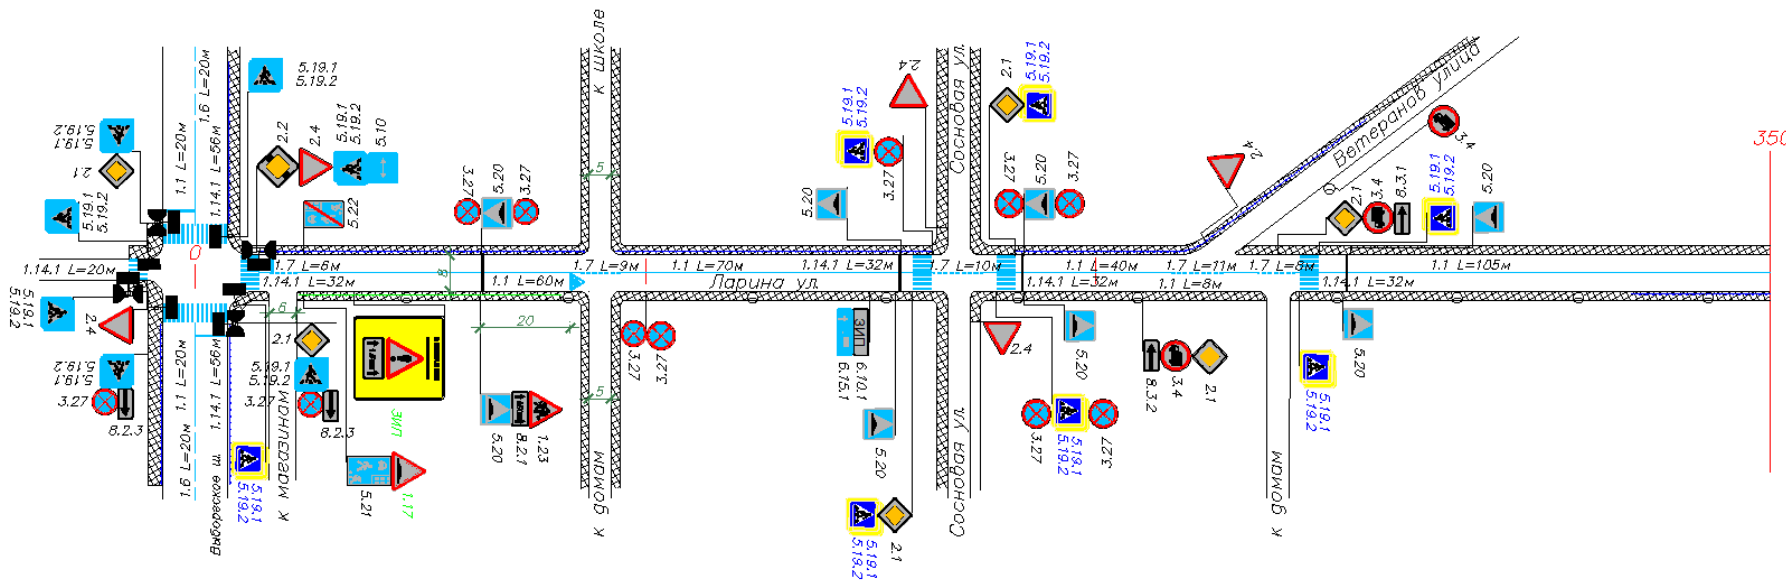 1.6 L=20м
1.1 L=20м
1.14.1 L=56м
5.19.1
5.19.2
2.1
5.19.1
5.19.2
5.19.1
5.19.2
2.2
2.4
5.19.1
5.19.2
5.10
5.22
3.27
5.20
3.27
к школе
5
5.19.1
5.19.2
3.27
5.20
2.4
Сосновая ул.
2.1
5.19.1
5.19.2
3.27
5.20
3.27
2.4
Ветеранов улица
3.4
2.1
3.4
8.3.1
5.19.1
5.19.2
5.20
350
0
1.14.1 L=20м
1.7 L=6м
1.14.1 L=32м
8
1.1 L=60м
1.7 L=9м
1.1 L=70м
Ларина ул.
1.14.1 L=32м
1.7 L=10м
1.1 L=40м
1.14.1 L=32м
1.7 L=11м
1.1 L=8м
1.7 L=8м
1.14.1 L=32м
1.1 L=105м
5.19.1
5.19.2
2.4
5.19.1
5.19.2
3.27
8.2.3
1.1 L=20м
1.6 L=20м
1.14.1 L=56м
6
2.1
5.19.1
5.19.2
3.27
8.2.3
5.19.1
5.19.2
к магазинам
ЗИП
5.21
1.17
20
5.20
8.2.1
1.23
5
к домам
3.27
3.27
ЗИП
6.15.1
6.10.1
5.20
5.19.1
5.19.2
2.1
Сосновая ул.
2.4
5.20
3.27
5.19.1
5.19.2
3.27
8.3.2
3.4
2.1
к домам
5.19.1
5.19.2
5.20